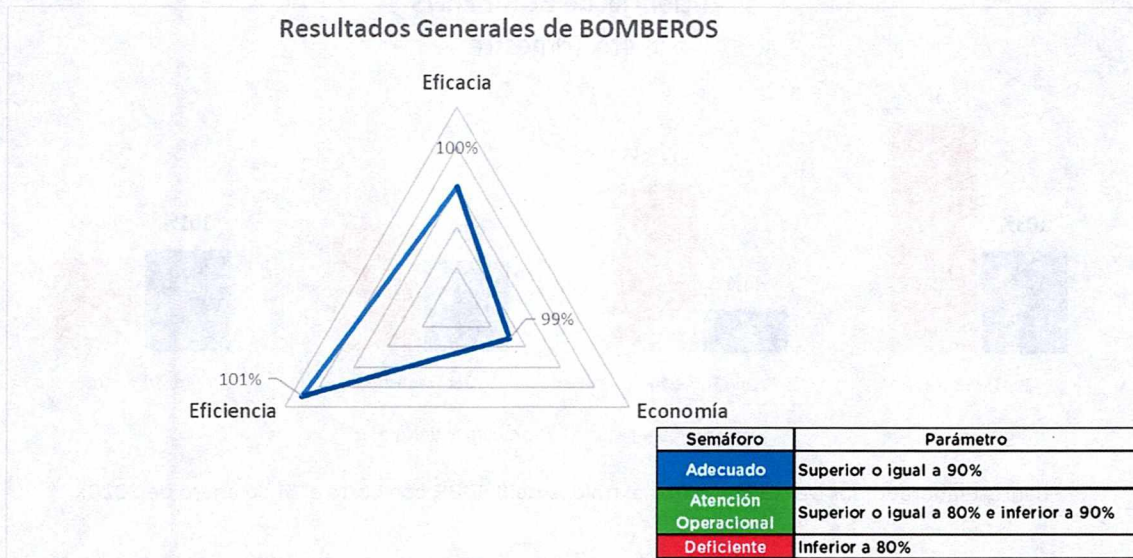 Resultados Generales de BOMBEROS
Eficacia
100%
99%
101%
Eficiencia
Economía
Semáforo Parámetro
Adecuado Superior o igual a 90%
Atención
Operacional Superior o igual a 80% e inferior a 90%
Deficiente Inferior a 80%